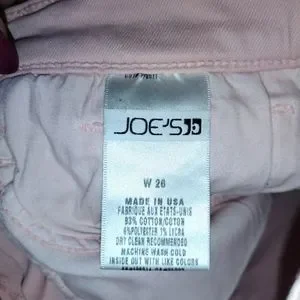 JOE'S
W 26
MADE IN USA
FABRIQUE AUX ETATS-UNIS
93% COTTON/COTON
6% POLYESTER 1% LYCRA
DRY CLEAN RECOMMENDED
MACHINE WASH COLD
INSIDE OUT WITH LIKE COLORS